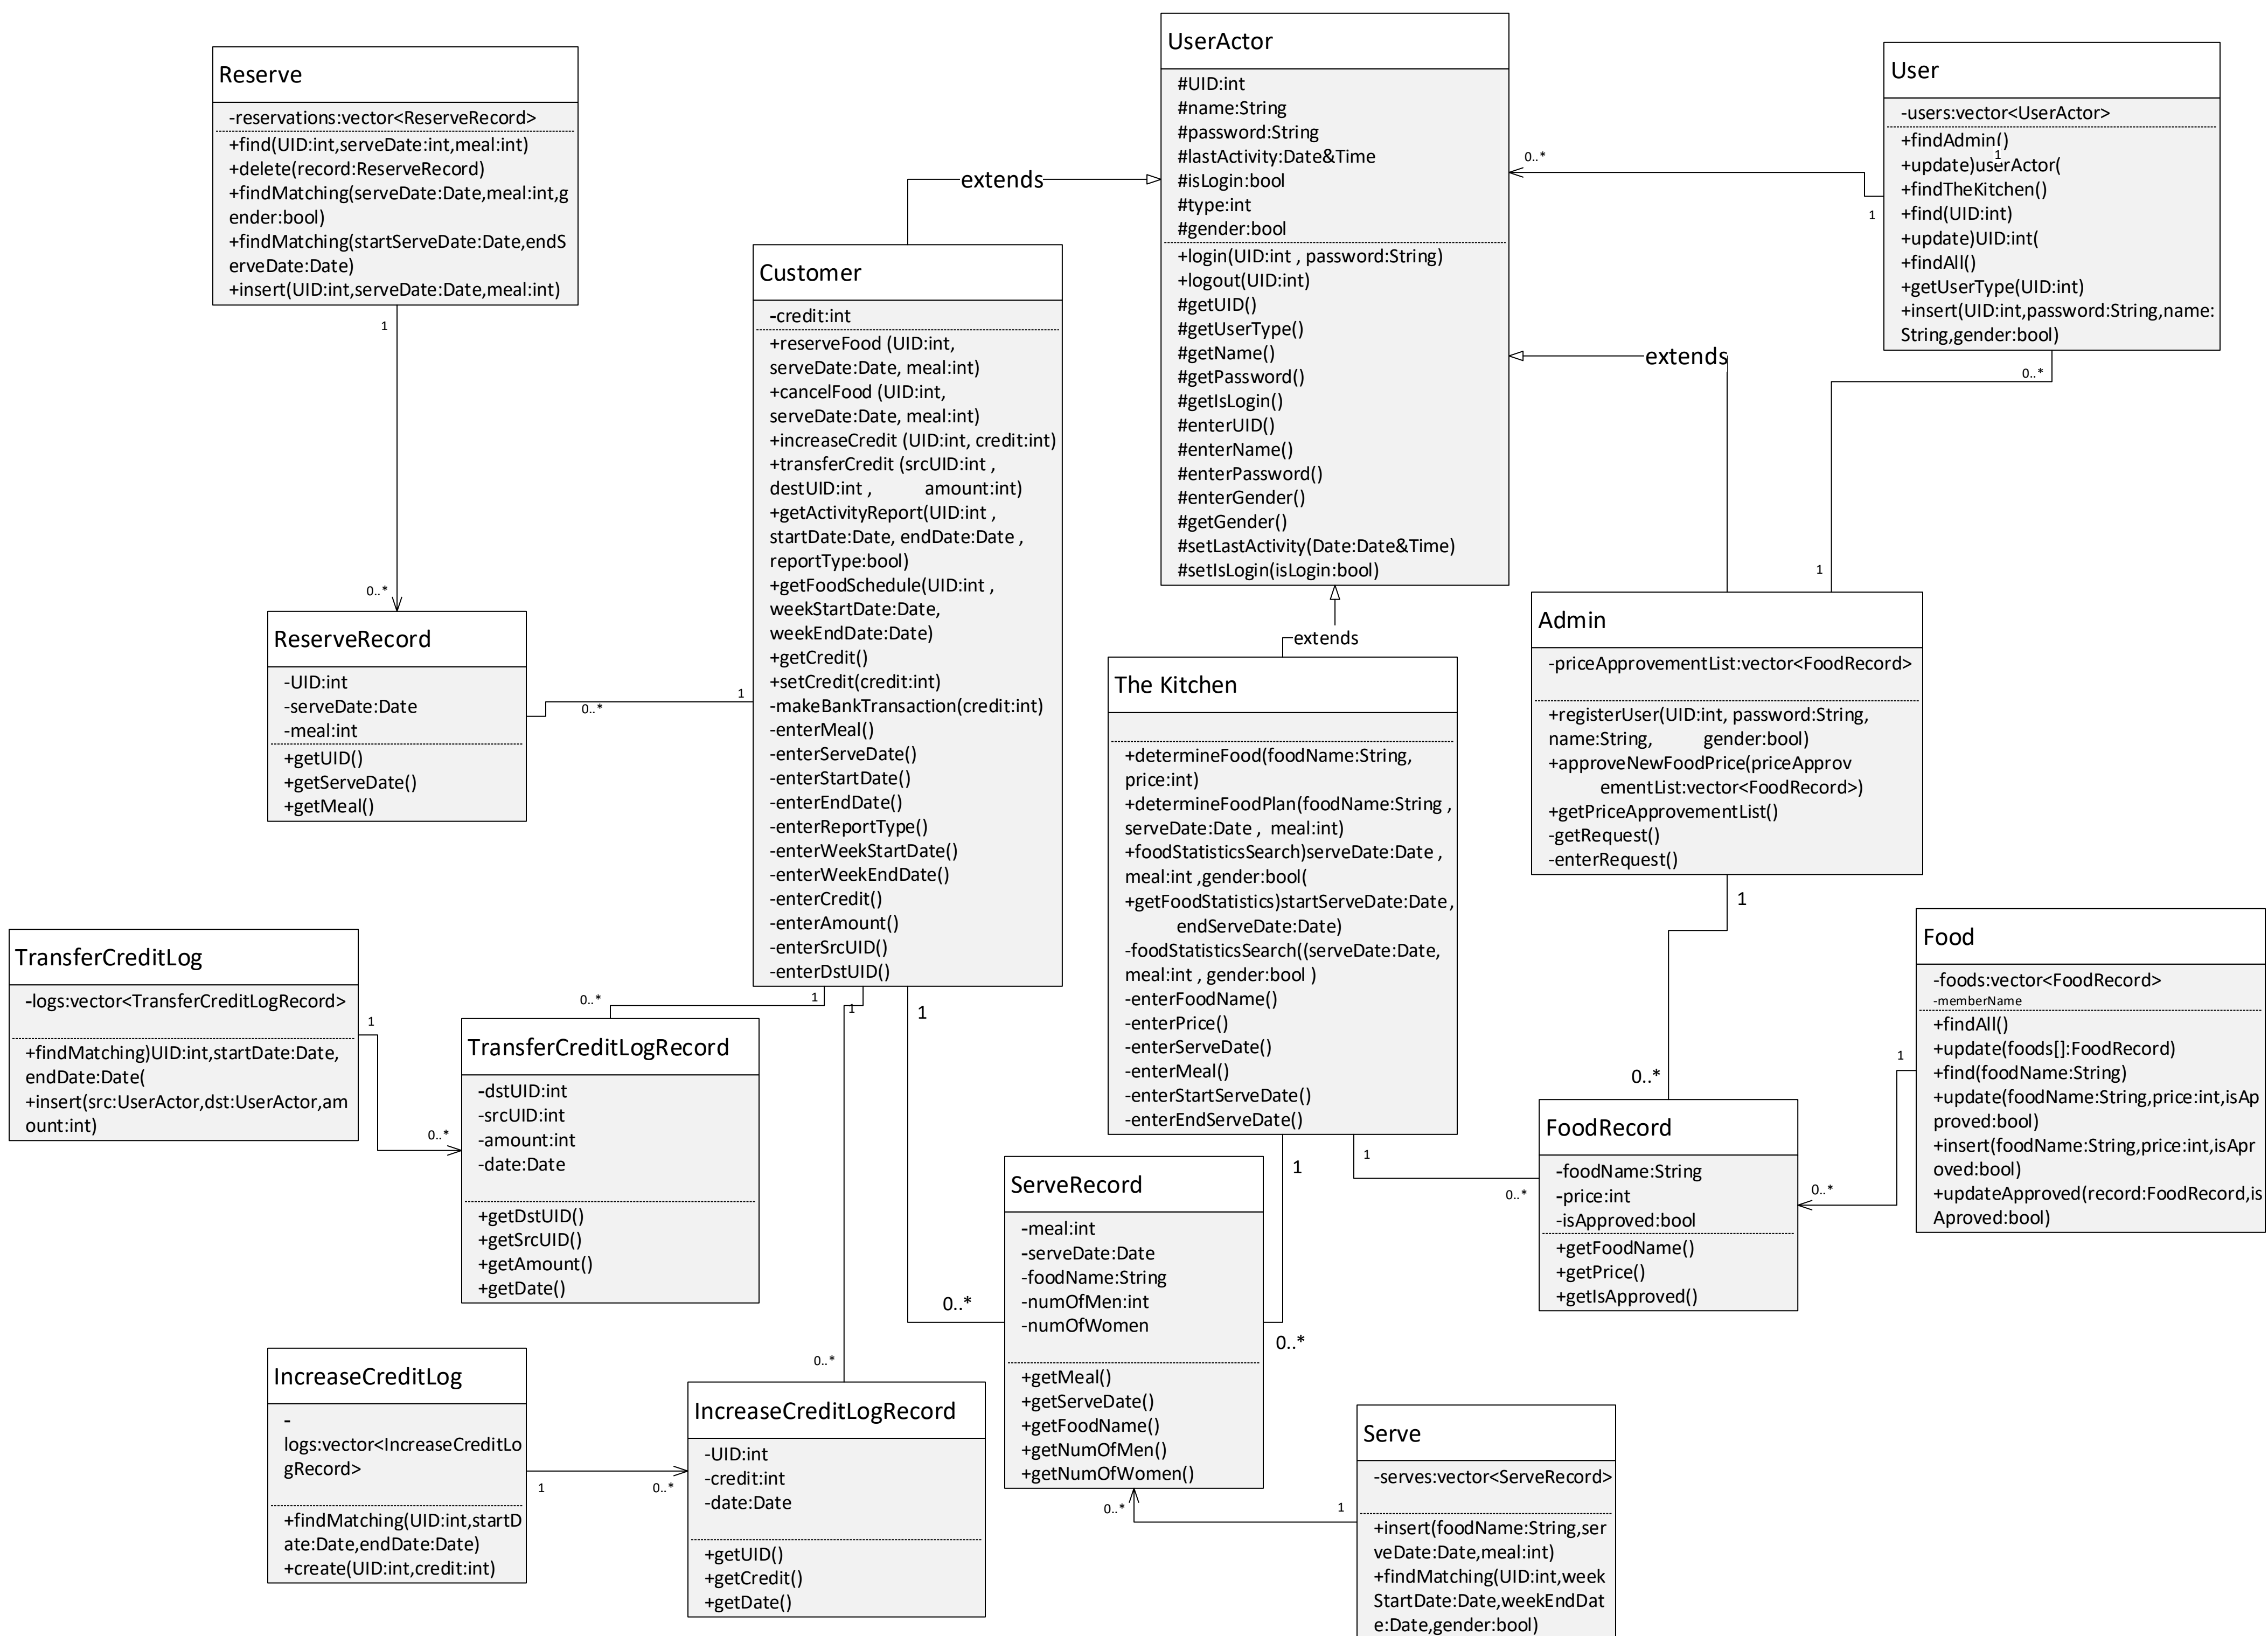 Reserve
-reservations:vector<ReserveRecord>
+find(UID:int,serveDate:int,meal:int)
+delete(record:ReserveRecord)
+findMatching(serveDate:Date,meal:int,g
ender:bool)
+findMatching(startServeDate:Date,endS
erveDate:Date)
+insert(UID:int,serveDate:Date,meal:int)
1
0..*
ReserveRecord
-UID:int
-serveDate:Date
-meal:int
+getUID()
+getServeDate()
+getMeal()
0..*
1
extends
Customer
-credit:int
+reserveFood (UID:int,
serveDate:Date, meal:int)
+cancelFood (UID:int,
serveDate:Date, meal:int)
+increaseCredit (UID:int, credit:int)
+transferCredit (srcUID:int ,
destUID:int , amount:int)
+getActivityReport(UID:int ,
startDate:Date, endDate:Date ,
reportType:bool)
+getFoodSchedule(UID:int ,
weekStartDate:Date,
weekEndDate:Date)
+getCredit()
+setCredit(credit:int)
-makeBankTransaction(credit:int)
-enterMeal()
-enterServeDate()
-enterStartDate()
-enterEndDate()
-enterReportType()
-enterWeekStartDate()
-enterWeekEndDate()
-enterCredit()
-enterAmount()
-enterSrcUID()
-enterDstUID()
0..*
1
1
1
UserActor
#UID:int
#name:String
#password:String
#lastActivity:Date&Time
#isLogin:bool
#type:int
#gender:bool
+login(UID:int , password:String)
+logout(UID:int)
#getUID()
#getUserType()
#getName()
#getPassword()
#getIsLogin()
#enterUID()
#enterName()
#enterPassword()
#enterGender()
#getGender()
#setLastActivity(Date:Date&Time)
#setIsLogin(isLogin:bool)
0..*
1
extends
extends
User
-users:vector<UserActor>
+findAdmin()
1
+update)userActor(
+findTheKitchen()
+find(UID:int)
+update)UID:int(
+findAll()
+getUserType(UID:int)
+insert(UID:int,password:String,name:
String,gender:bool)
0..*
1
The Kitchen
+determineFood(foodName:String,
price:int)
+determineFoodPlan(foodName:String ,
serveDate:Date , meal:int)
+foodStatisticsSearch)serveDate:Date ,
meal:int ,gender:bool(
+getFoodStatistics)startServeDate:Date,
endServeDate:Date)
-foodStatisticsSearch((serveDate:Date,
meal:int , gender:bool )
-enterFoodName()
-enterPrice()
-enterServeDate()
-enterMeal()
-enterStartServeDate()
-enterEndServeDate()
1
1
0..*
Admin
-priceApprovementList:vector<FoodRecord>
+registerUser(UID:int, password:String,
name:String, gender:bool)
+approveNewFoodPrice(priceApprov
ementList:vector<FoodRecord>)
+getPriceApprovementList()
-getRequest()
-enterRequest()
1
0..*
Food
-foods:vector<FoodRecord>
-memberName
+findAll()
+update(foods[]:FoodRecord)
+find(foodName:String)
+update(foodName:String,price:int,isAp
proved:bool)
+insert(foodName:String,price:int,isApr
oved:bool)
+updateApproved(record:FoodRecord,is
Aproved:bool)
1
0..*
FoodRecord
-foodName:String
-price:int
-isApproved:bool
+getFoodName()
+getPrice()
+getIsApproved()
TransferCreditLog
-logs:vector<TransferCreditLogRecord>
+findMatching)UID:int,startDate:Date,
endDate:Date(
+insert(src:UserActor,dst:UserActor,am
ount:int)
1
0..*
TransferCreditLogRecord
-dstUID:int
-srcUID:int
-amount:int
-date:Date
+getDstUID()
+getSrcUID()
+getAmount()
+getDate()
ServeRecord
-meal:int
-serveDate:Date
-foodName:String
-numOfMen:int
-numOfWomen
+getMeal()
+getServeDate()
+getFoodName()
+getNumOfMen()
+getNumOfWomen()
0..*
0..*
0..*
1
IncreaseCreditLog
-
logs:vector<IncreaseCreditLo
gRecord>
+findMatching(UID:int,startD
ate:Date,endDate:Date)
+create(UID:int,credit:int)
1
0..*
0..*
IncreaseCreditLogRecord
-UID:int
-credit:int
-date:Date
+getUID()
+getCredit()
+getDate()
Serve
-serves:vector<ServeRecord>
+insert(foodName:String,ser
veDate:Date,meal:int)
+findMatching(UID:int,week
StartDate:Date,weekEndDat
e:Date,gender:bool)